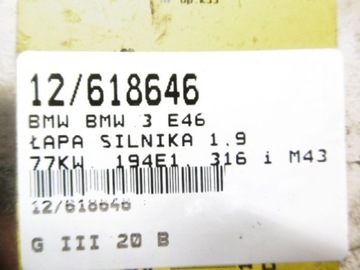 12/618646
BMW BMW 3 E46
ŁAPA SILNIKA 1.9
77KW, 194E1, 316 i M43
12/618646
G III 20 B